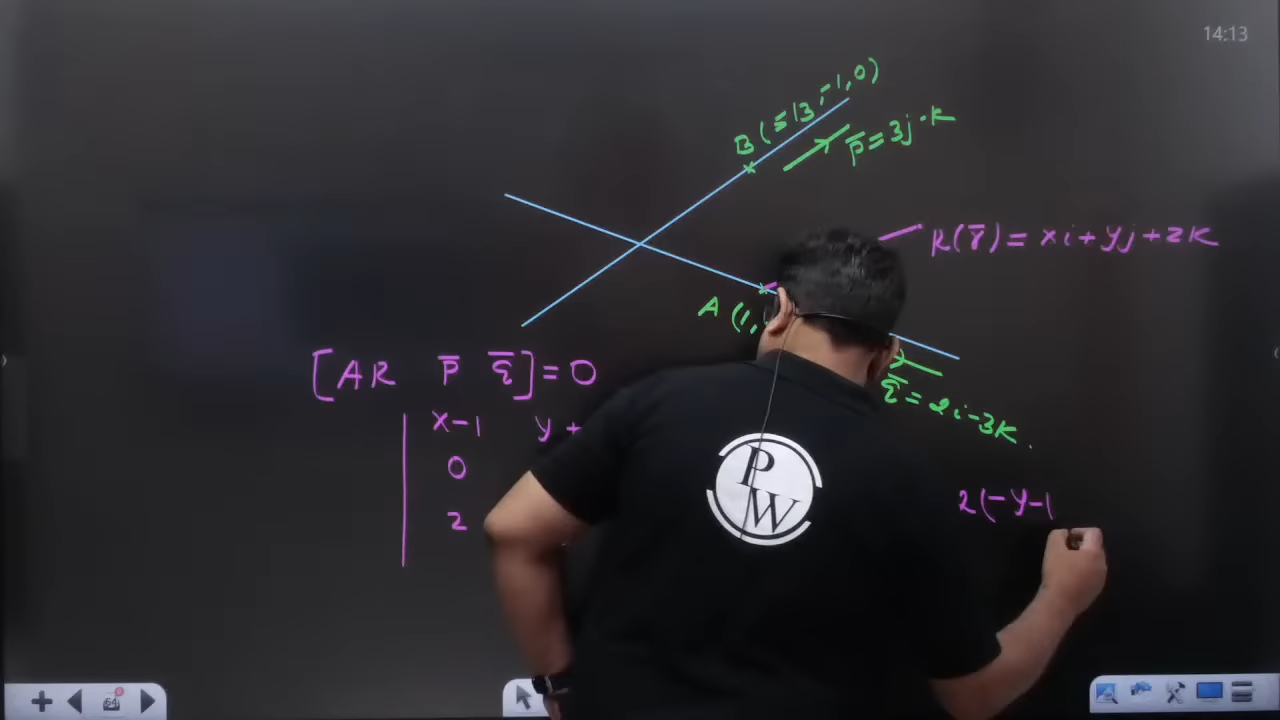 14:13
B(5/3,-1,0)
p̅ = 3j-k
R(r̅) = xi+yj+zk
A (1,
q̅ = 2i-3k.
[AR p̅ q̅] = 0
x-1 y+
0
2
2(-y-1
PW